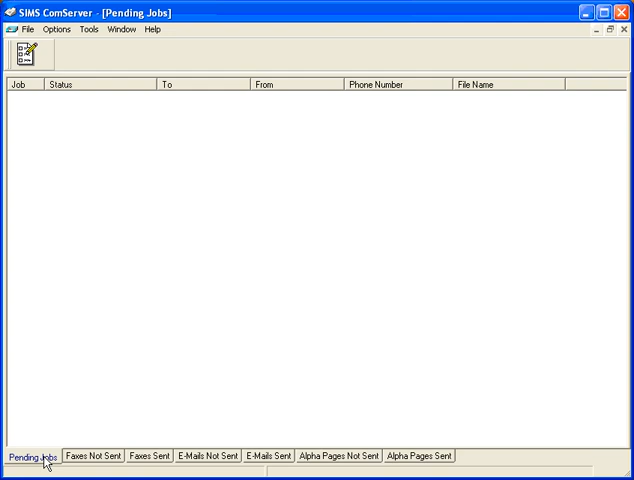 SIMS ComServer - [Pending Jobs]
File Options Tools Window Help
Job Status To From Phone Number File Name
Pending Jobs Faxes Not Sent Faxes Sent E-Mails Not Sent E-Mails Sent Alpha Pages Not Sent Alpha Pages Sent